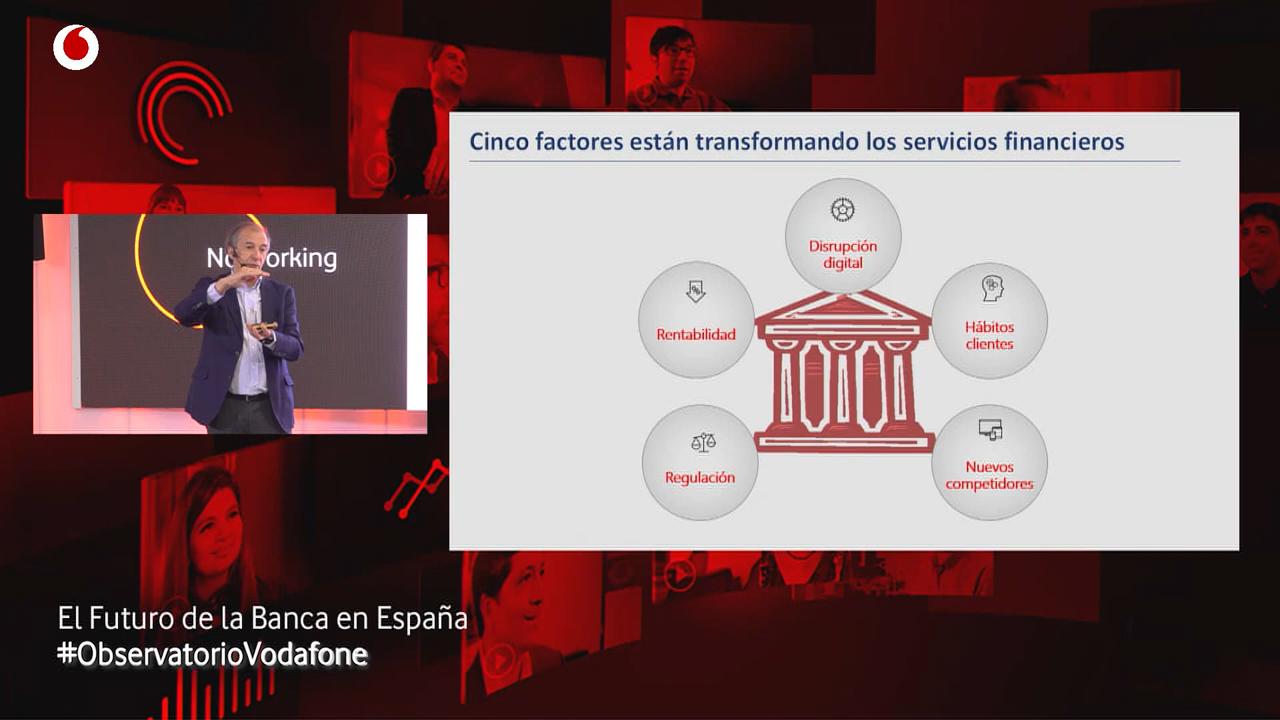 Cinco factores están transformando los servicios financieros
Disrupción
digital
Rentabilidad
%
Hábitos
clientes
Regulación
Nuevos
competidores
orking
El Futuro de la Banca en España
#ObservatorioVodafone